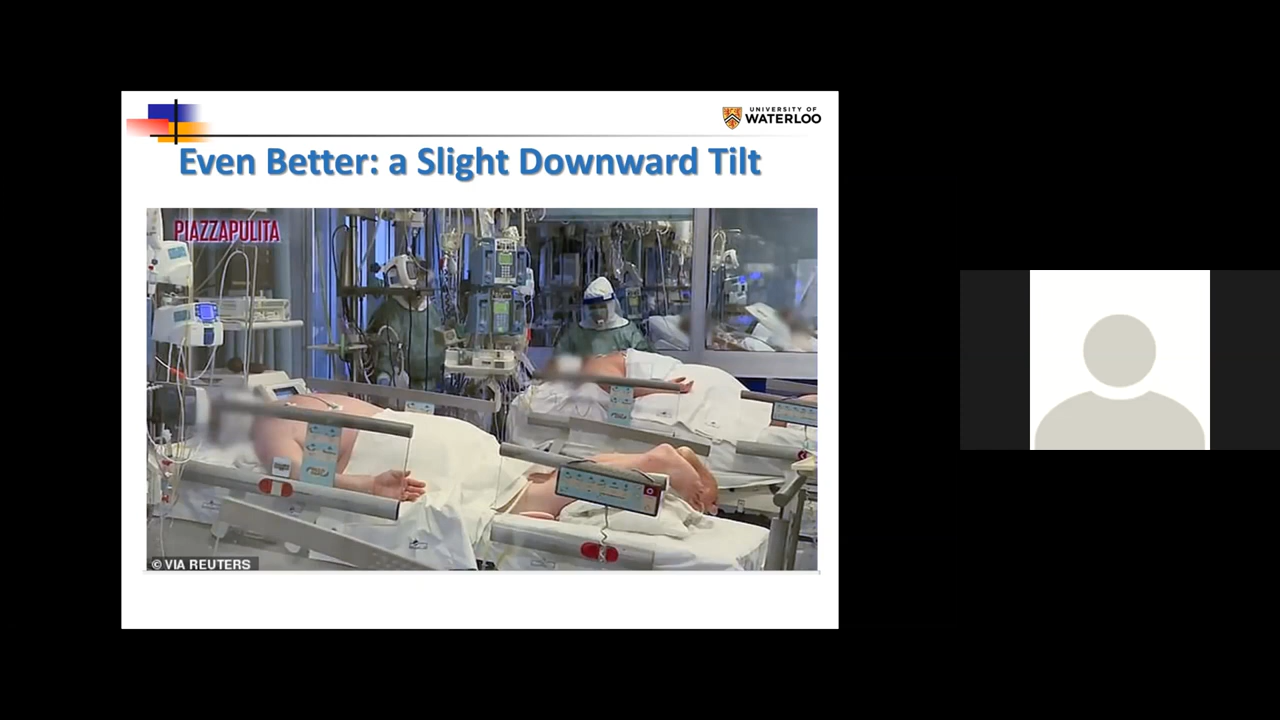 UNIVERSITY OF
WATERLOO
Even Better: a Slight Downward Tilt
PIAZZAPULITA
© VIA REUTERS